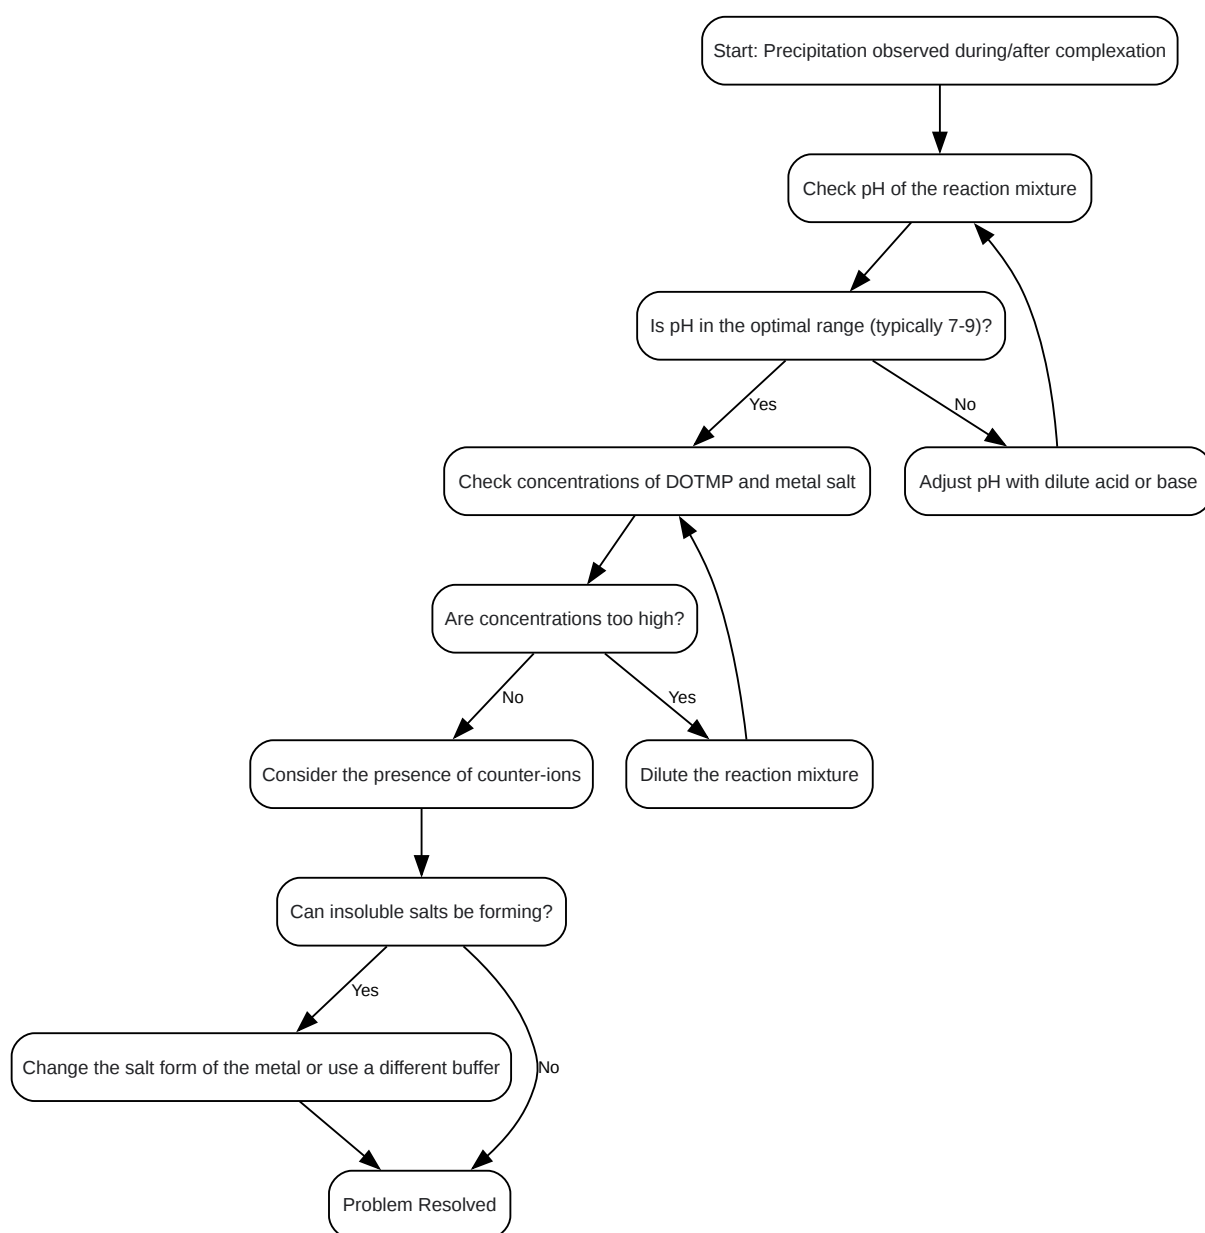 Start: Precipitation observed during/after complexation
Check pH of the reaction mixture
Is pH in the optimal range (typically 7-9)?
Yes
No
Check concentrations of DOTMP and metal salt
Adjust pH with dilute acid or base
Are concentrations too high?
No
Yes
Consider the presence of counter-ions
Dilute the reaction mixture
Can insoluble salts be forming?
Yes
Change the salt form of the metal or use a different buffer
No
Problem Resolved